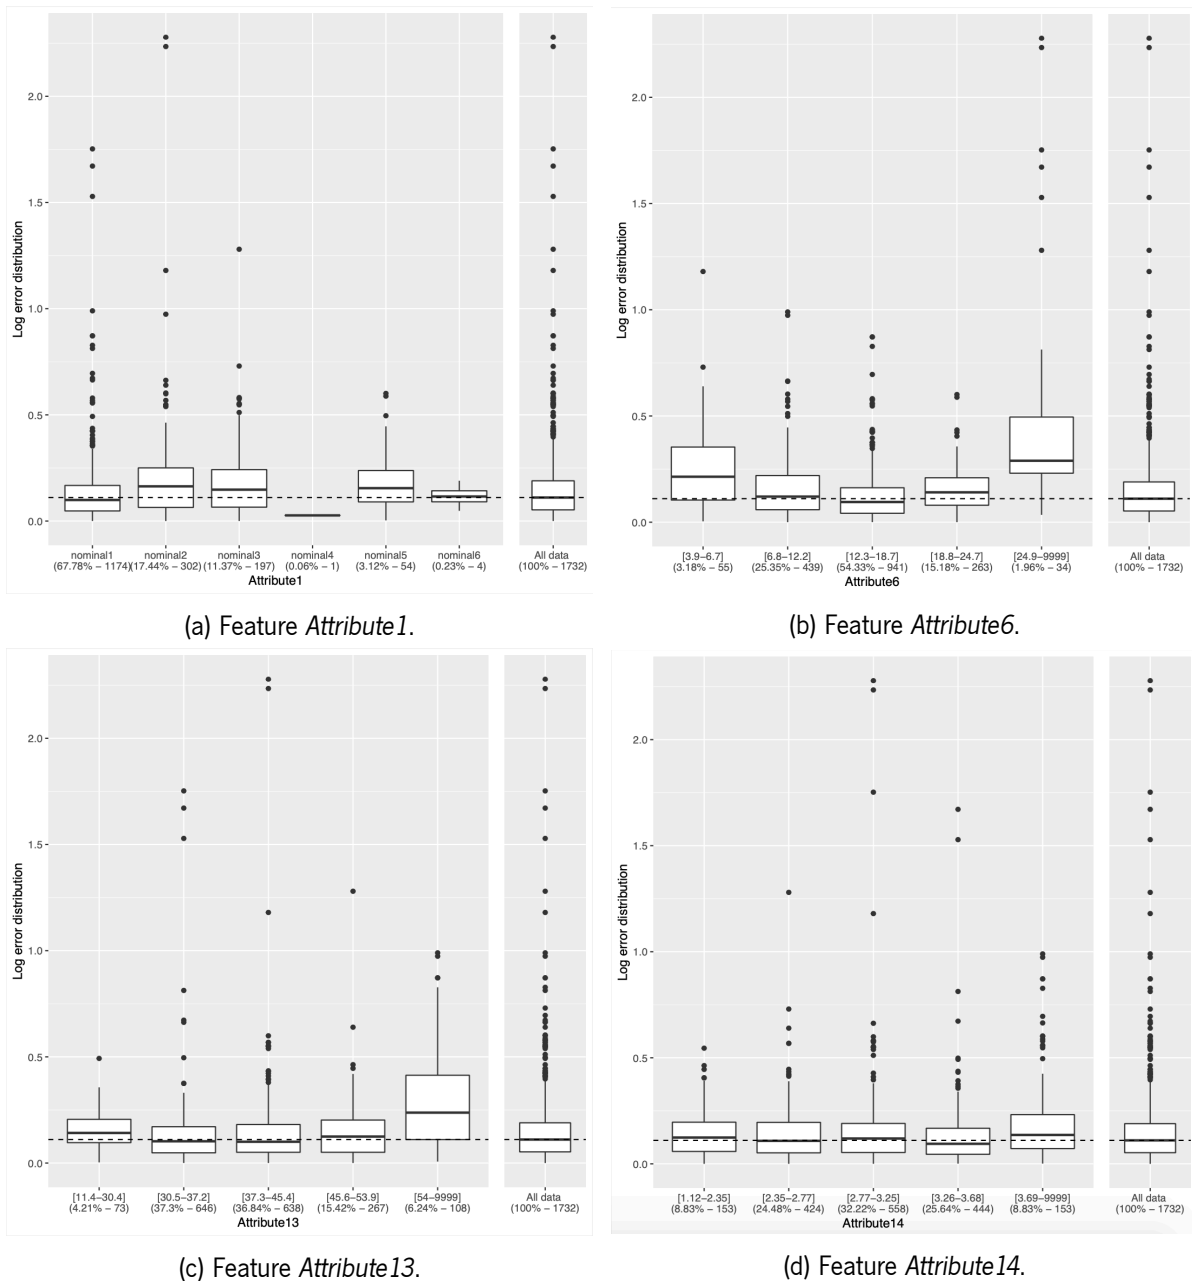 Log error distribution
2.0
1.5
1.0
0.5
0.0
nominal1 nominal2 nominal3 nominal4 nominal5 nominal6 All data
(67.78% − 1174)(17.44% − 302)(11.37% − 197) (0.06% − 1) (3.12% − 54) (0.23% − 4) (100% − 1732)
Attribute1
(a) Feature Attribute1.
Log error distribution
2.0
1.5
1.0
0.5
0.0
[3.9–6.7] [6.8–12.2] [12.3–18.7] [18.8–24.7] [24.9–9999] All data
(3.18% − 55) (25.35% − 439) (54.33% − 941) (15.18% − 263) (1.96% − 34) (100% − 1732)
Attribute6
(b) Feature Attribute6.
Log error distribution
2.0
1.5
1.0
0.5
0.0
[11.4–30.4] [30.5–37.2] [37.3–45.4] [45.6–53.9] [54–9999] All data
(4.21% − 73) (37.3% − 646) (36.84% − 638) (15.42% − 267) (6.24% − 108) (100% − 1732)
Attribute13
(c) Feature Attribute13.
Log error distribution
2.0
1.5
1.0
0.5
0.0
[1.12–2.35] [2.35–2.77] [2.77–3.25] [3.26–3.68] [3.69–9999] All data
(8.83% − 153) (24.48% − 424) (32.22% − 558) (25.64% − 444) (8.83% − 153) (100% − 1732)
Attribute14
(d) Feature Attribute14.